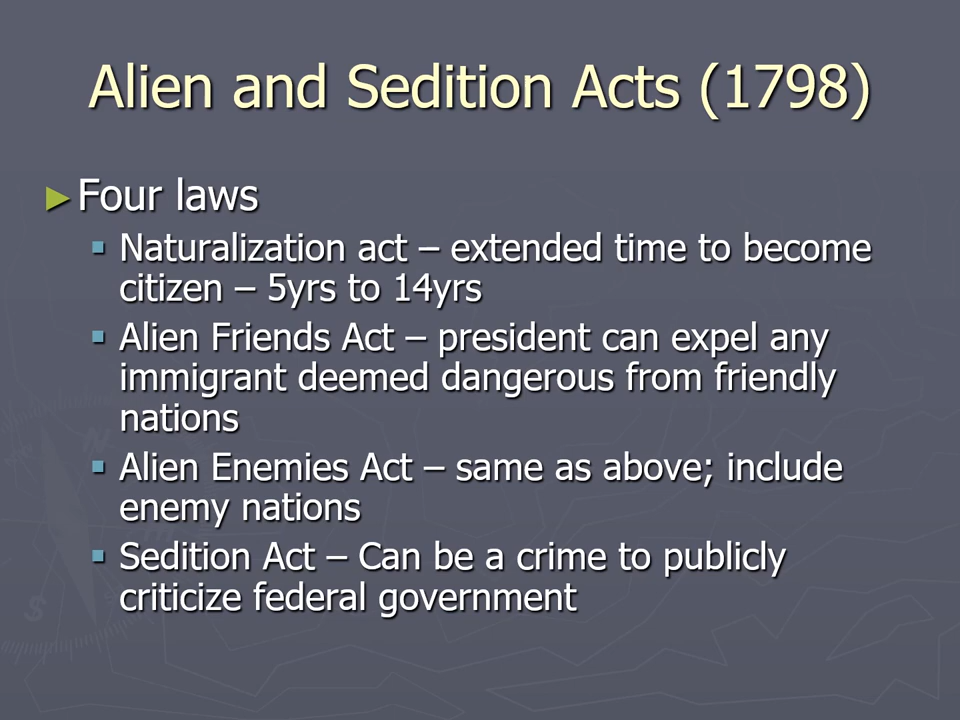 Alien and Sedition Acts (1798)
► Four laws
▪ Naturalization act – extended time to become
citizen – 5yrs to 14yrs
▪ Alien Friends Act – president can expel any
immigrant deemed dangerous from friendly
nations
▪ Alien Enemies Act – same as above; include
enemy nations
▪ Sedition Act – Can be a crime to publicly
criticize federal government
N
S